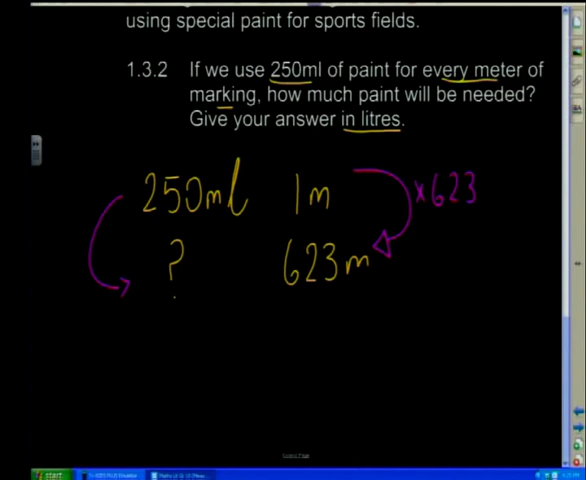 using special paint for sports fields.
1.3.2 If we use 250ml of paint for every meter of
marking, how much paint will be needed?
Give your answer in litres.
250ml 1m ×623
? 623m
start